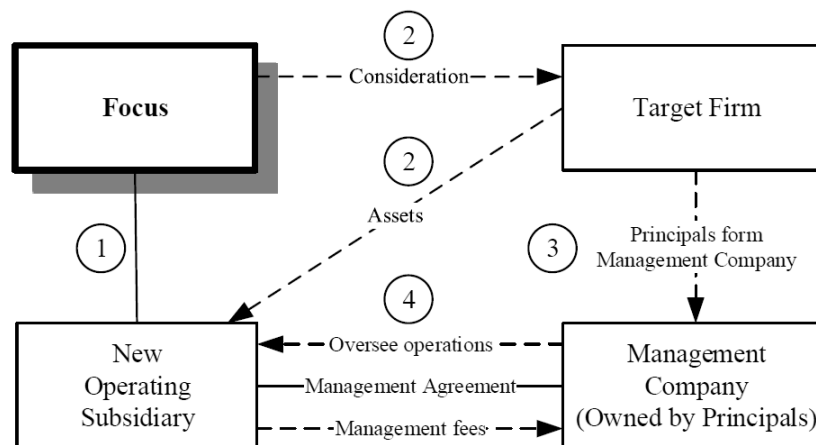 2
Consideration
Focus
Target Firm
2
Assets
1
3
Principals form
Management Company
4
New
Operating
Subsidiary
Oversee operations
Management Agreement
Management fees
Management
Company
(Owned by Principals)